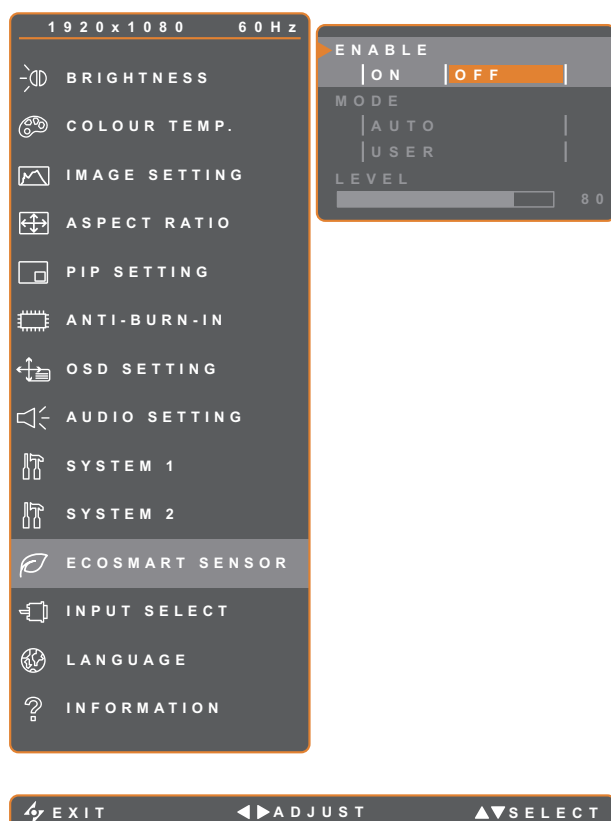 1920x1080 60Hz
BRIGHTNESS
COLOUR TEMP.
IMAGE SETTING
ASPECT RATIO
PIP SETTING
ANTI-BURN-IN
OSD SETTING
AUDIO SETTING
SYSTEM 1
SYSTEM 2
ECOSMART SENSOR
INPUT SELECT
LANGUAGE
INFORMATION
ENABLE
ON OFF
MODE
AUTO
USER
LEVEL
80
EXIT ADJUST SELECT